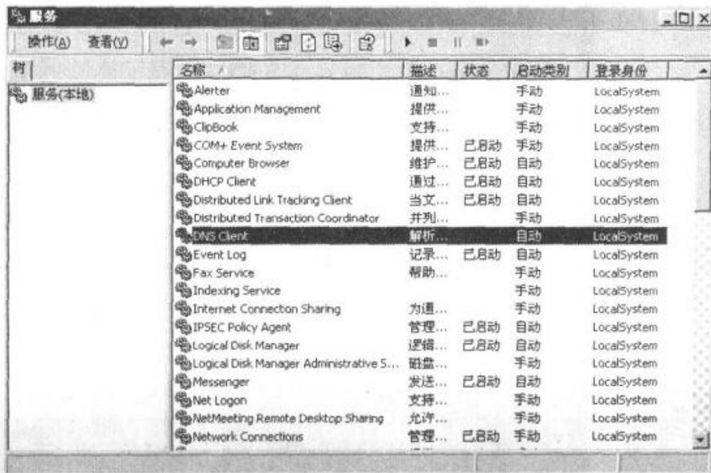 服务
操作(A) 查看(V)
树
服务(本地)
名称 描述 状态 启动类别 登录身份
Alerter 通知... 手动 LocalSystem
Application Management 提供... 手动 LocalSystem
ClipBook 支持... 手动 LocalSystem
COM+ Event System 提供... 已启动 手动 LocalSystem
Computer Browser 维护... 已启动 自动 LocalSystem
DHCP Client 通过... 已启动 自动 LocalSystem
Distributed Link Tracking Client 当文... 已启动 自动 LocalSystem
Distributed Transaction Coordinator 并列... 手动 LocalSystem
DNS Client 解析... 自动 LocalSystem
Event Log 记录... 已启动 自动 LocalSystem
Fax Service 帮助... 手动 LocalSystem
Indexing Service 手动 LocalSystem
Internet Connection Sharing 为通... 手动 LocalSystem
IPSEC Policy Agent 管理... 已启动 自动 LocalSystem
Logical Disk Manager 逻辑... 已启动 自动 LocalSystem
Logical Disk Manager Administrative S... 磁盘... 手动 LocalSystem
Messenger 发送... 已启动 自动 LocalSystem
Net Logon 支持... 手动 LocalSystem
NetMeeting Remote Desktop Sharing 允许... 手动 LocalSystem
Network Connections 管理... 已启动 手动 LocalSystem